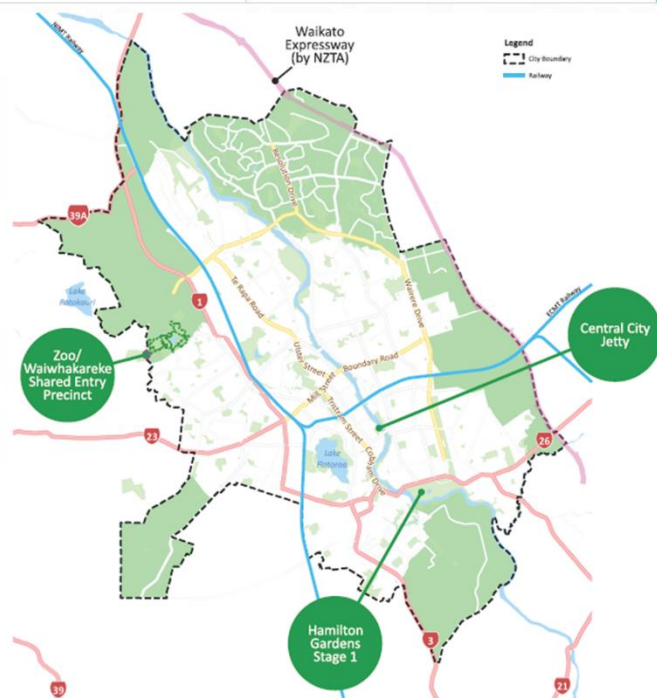 NIMT Railway
Waikato
Expressway
(by NZTA)
Legend
City Boundary
Railway
Resolution Drive
39A
Lake
Rotokauri
1
Te Rapa Road
Wairere Drive
ECMT Railway
Central City
Jetty
Zoo/
Waiwhakareke
Shared Entry
Precinct
Ulster Street
Boundary Road
Mill Street
Tristram Street
23
Lake
Rotoroa
Cobham Drive
26
Hamilton
Gardens
Stage 1
3
39
21